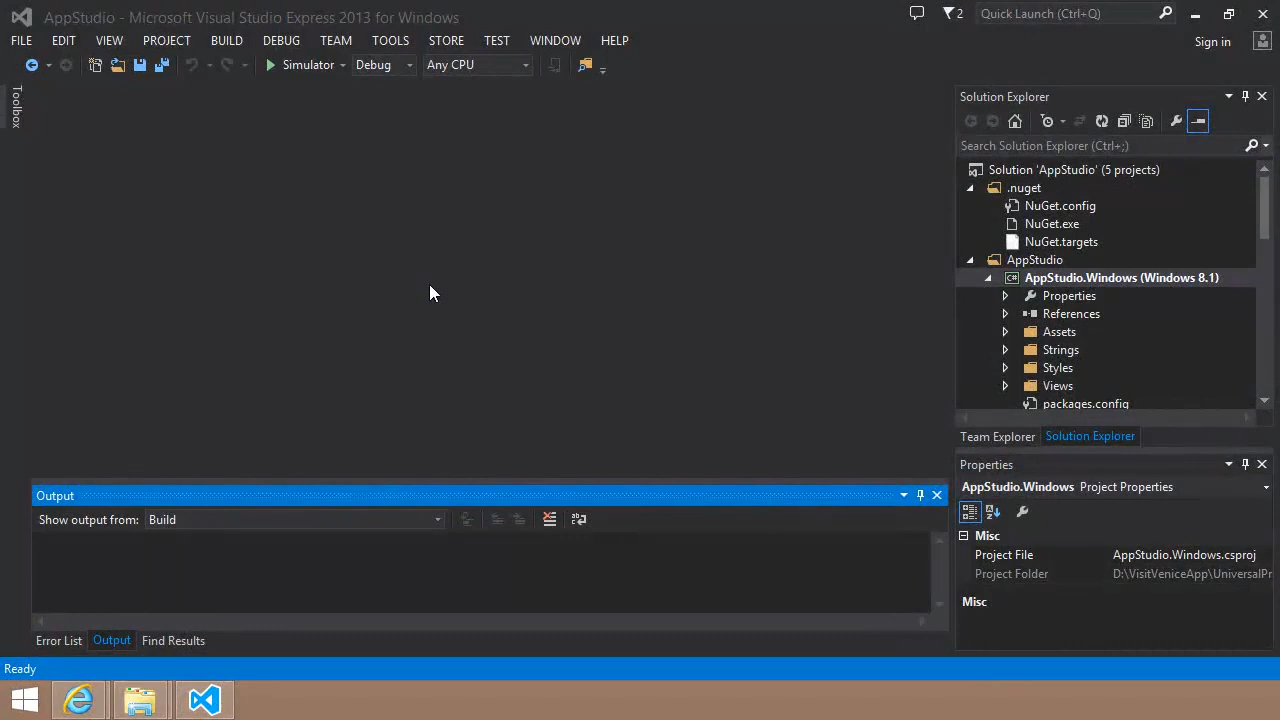 AppStudio - Microsoft Visual Studio Express 2013 for Windows
2
Quick Launch (Ctrl+Q)
FILE EDIT VIEW PROJECT BUILD DEBUG TEAM TOOLS STORE TEST WINDOW HELP
Sign in
Simulator Debug Any CPU
Toolbox
Solution Explorer
Search Solution Explorer (Ctrl+;)
Solution 'AppStudio' (5 projects)
.nuget
NuGet.config
NuGet.exe
NuGet.targets
AppStudio
C# AppStudio.Windows (Windows 8.1)
Properties
References
Assets
Strings
Styles
Views
packages.config
Team Explorer Solution Explorer
Properties
AppStudio.Windows Project Properties
Misc
Project File AppStudio.Windows.csproj
Project Folder D:\VisitVeniceApp\UniversalPr
Misc
Output
Show output from: Build
Error List Output Find Results
Ready